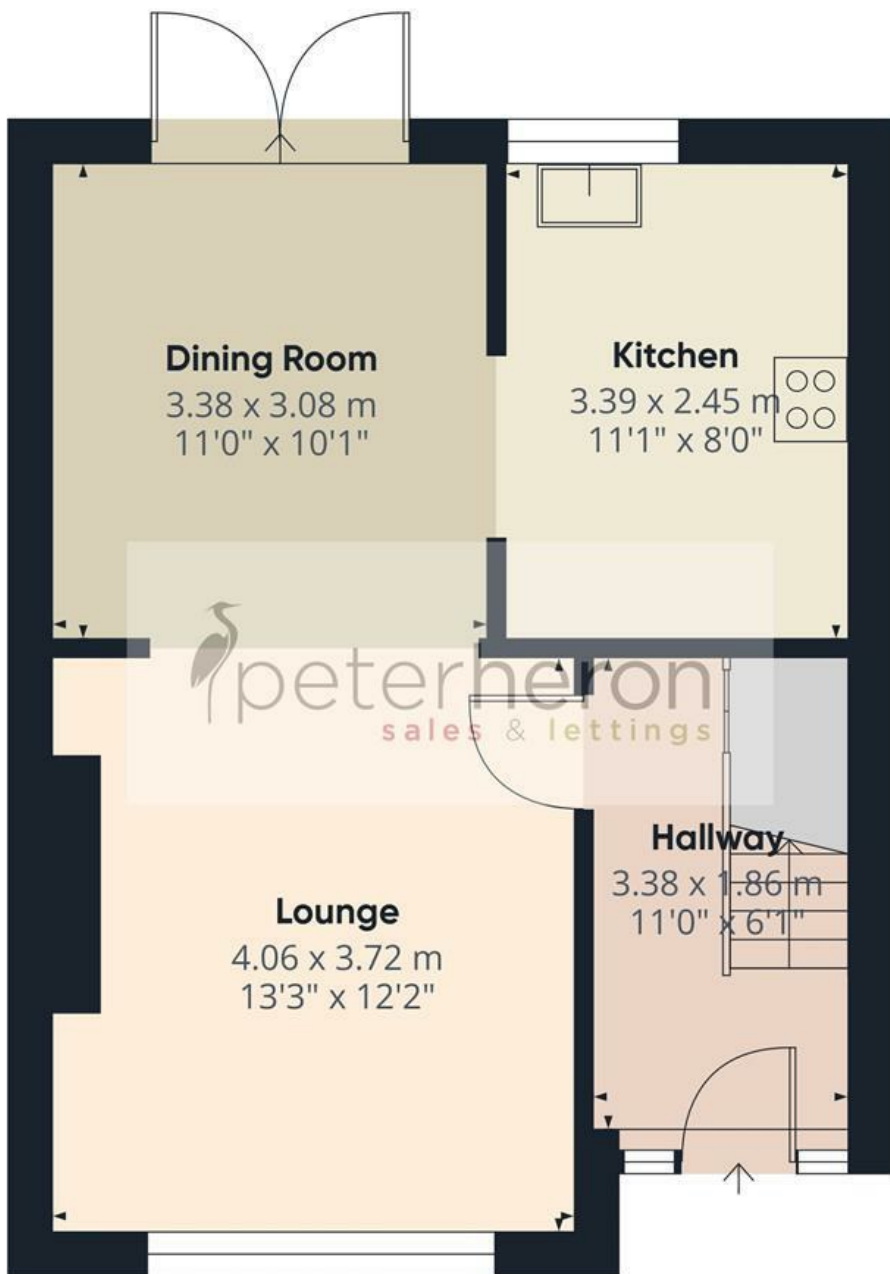 Dining Room
3.38 x 3.08 m
11'0" x 10'1"
Kitchen
3.39 x 2.45 m
11'1" x 8'0"
peterheron
sales & lettings
Hallway
3.38 x 1.86 m
11'0" x 6'1"
Lounge
4.06 x 3.72 m
13'3" x 12'2"